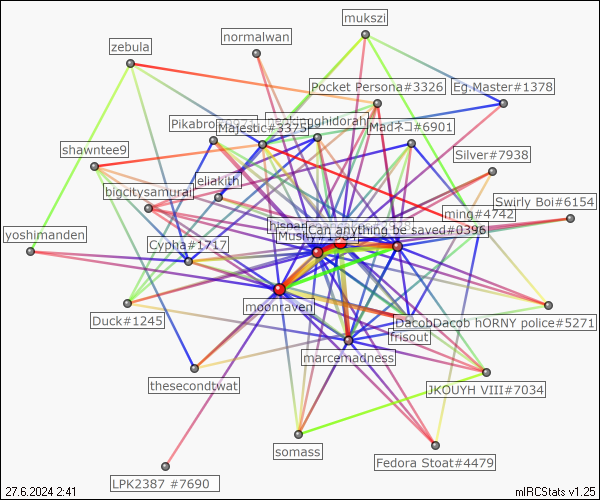 mukszi
normalwan
zebula
Pocket Persona#3326
Eg.Master#1378
Majestic#3375
Madネコ#6901
shawntee9
Silver#7938
eliakith
bigcitysamurai
Swirly Boi#6154
ming#4742
Can anything be saved#0396
yoshimanden
Cypha#1717
moonraven
Duck#1245
DacobDacob hORNY police#5271
frisout
marcemadness
thesecondtwat
JKOUYH VIII#7034
somass
Fedora Stoat#4479
LPK2387 #7690
27.6.2024 2:41
mIRCStats v1.25